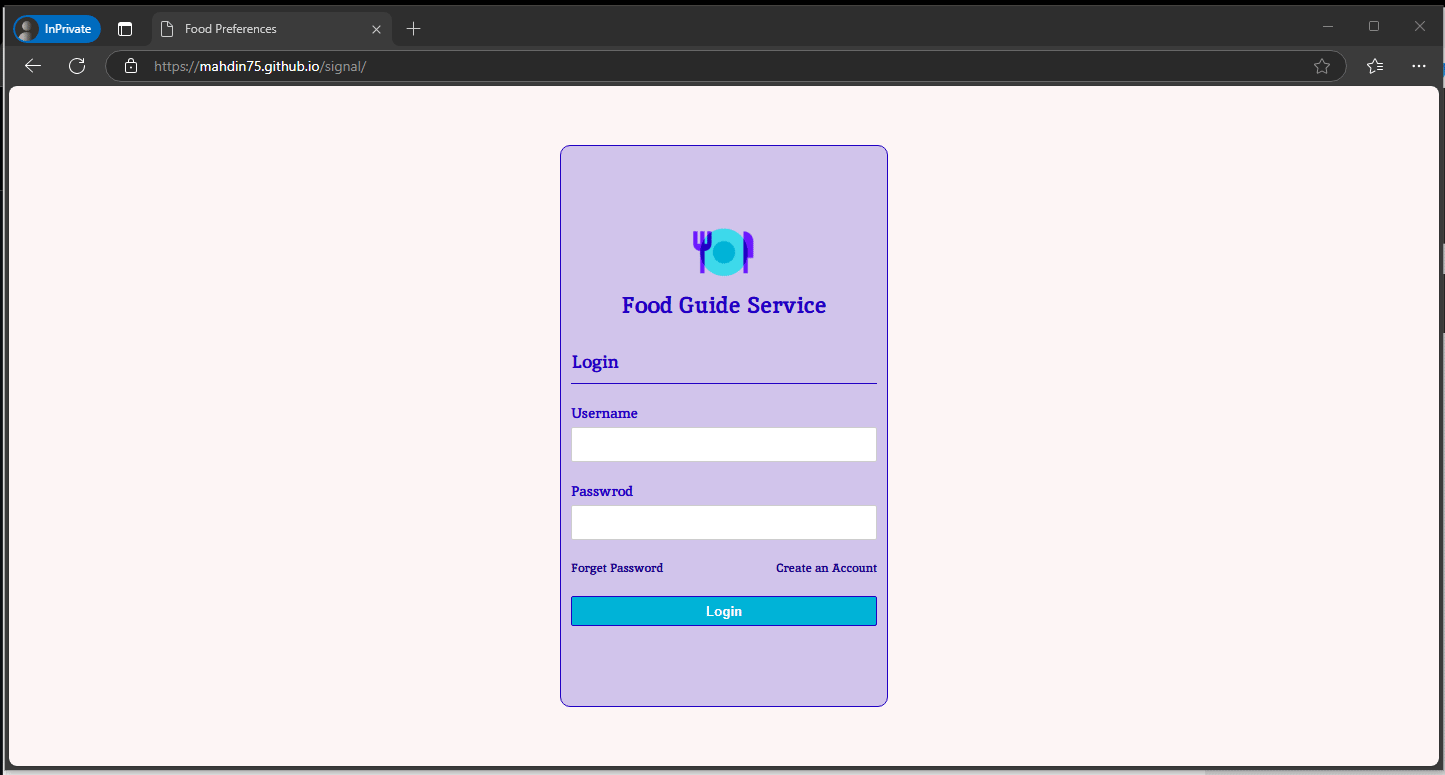 InPrivate
Food Preferences
https://mahdin75.github.io/signal/
Food Guide Service
Login
Username
Passwrod
Forget Password Create an Account
Login